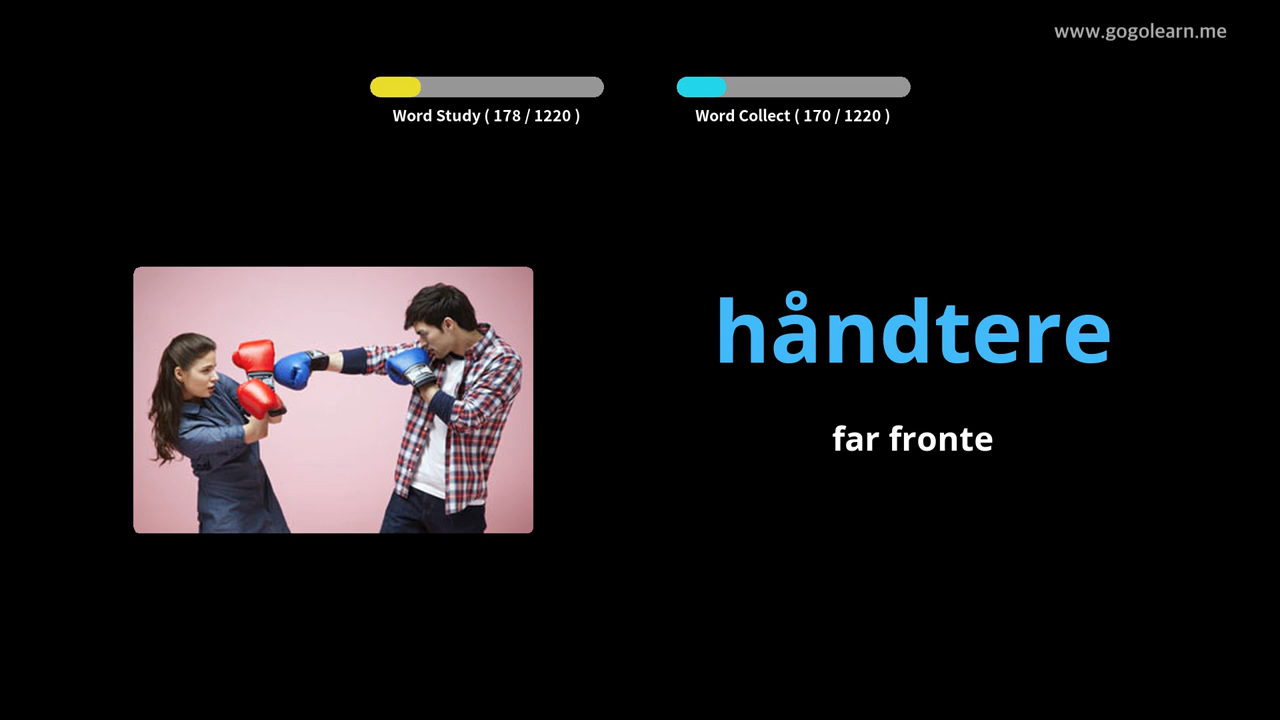 www.gogolearn.me
Word Study ( 178 / 1220 )
Word Collect ( 170 / 1220 )
håndtere
far fronte